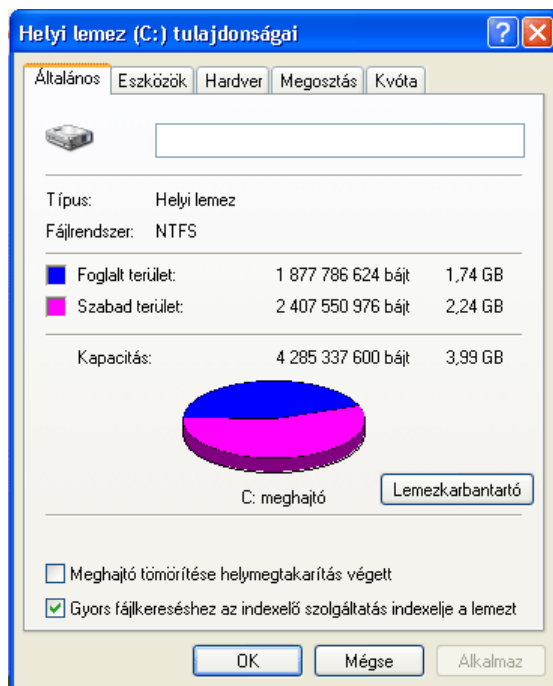 Helyi lemez (C:) tulajdonságai
Általános Eszközök Hardver Megosztás Kvóta
Típus: Helyi lemez
Fájlrendszer: NTFS
Foglalt terület: 1 877 786 624 bájt 1,74 GB
Szabad terület: 2 407 550 976 bájt 2,24 GB
Kapacitás: 4 285 337 600 bájt 3,99 GB
C: meghajtó
Lemezkarbantartó
Meghajtó tömörítése helymegtakarítás végett
Gyors fájlkereséshez az indexelő szolgáltatás indexelje a lemezt
OK Mégse Alkalmaz